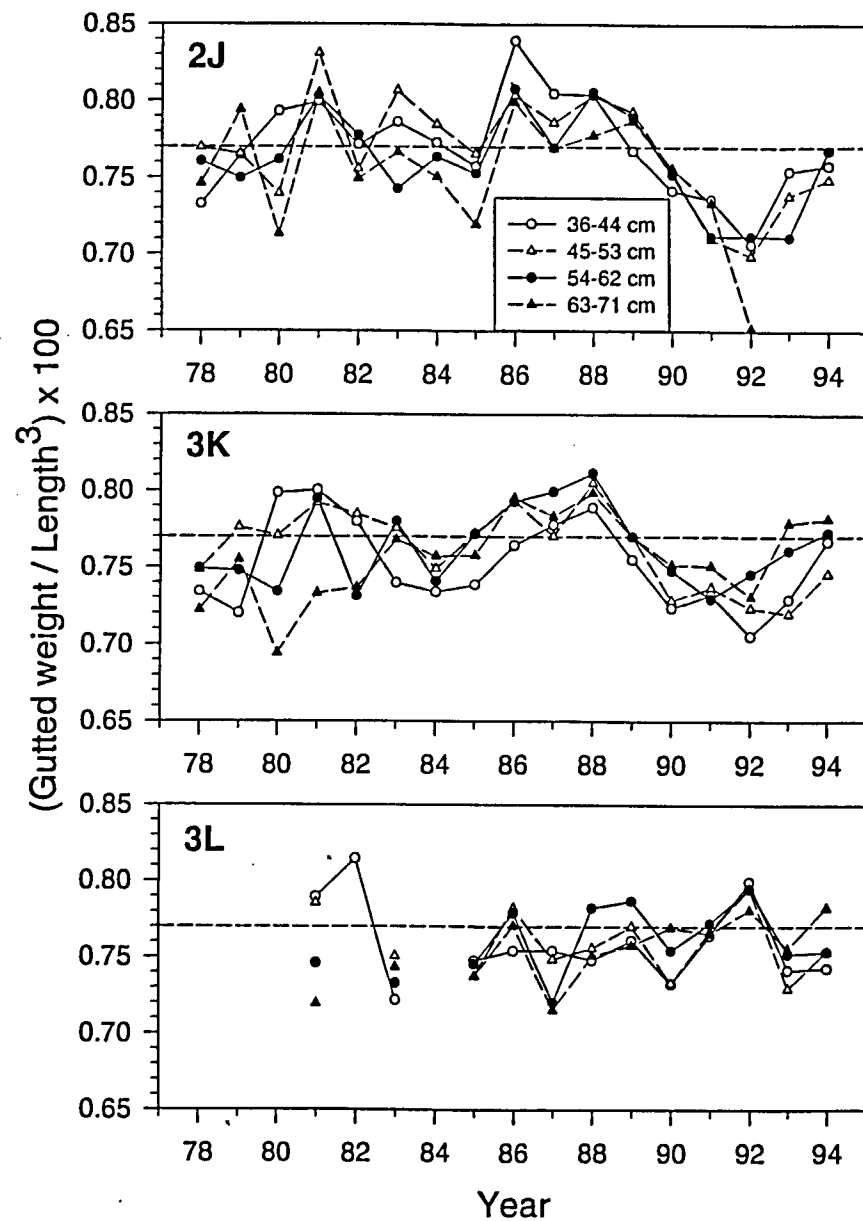 (Gutted weight / Length³) x 100
2J
0.85
0.80
0.75
0.70
0.65
36-44 cm
45-53 cm
54-62 cm
63-71 cm
78 80 82 84 86 88 90 92 94
3K
0.85
0.80
0.75
0.70
0.65
78 80 82 84 86 88 90 92 94
3L
0.85
0.80
0.75
0.70
0.65
78 80 82 84 86 88 90 92 94
Year